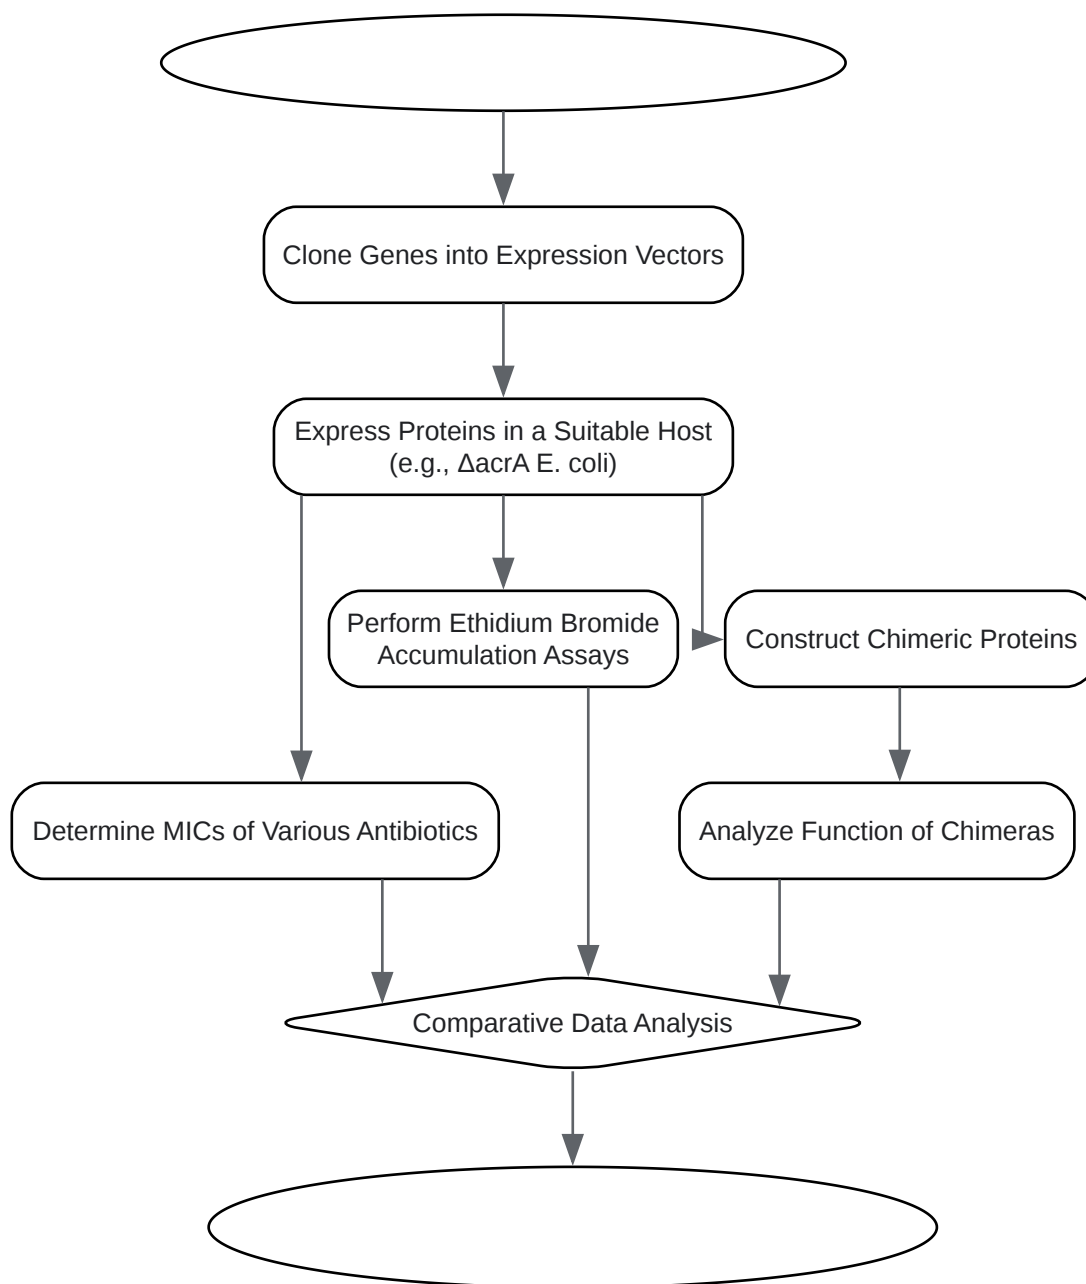 Clone Genes into Expression Vectors
Express Proteins in a Suitable Host
(e.g., ΔacrA E. coli)
Perform Ethidium Bromide
Accumulation Assays
Construct Chimeric Proteins
Determine MICs of Various Antibiotics
Analyze Function of Chimeras
Comparative Data Analysis